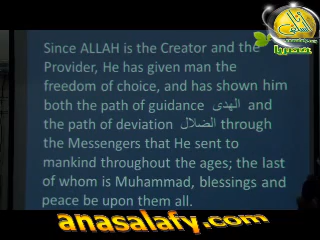 Since ALLAH is the Creator and the
Provider, He has given man the
freedom of choice, and has shown him
both the path of guidance الهدى and
the path of deviation الضلال through
the Messengers that He sent to
mankind throughout the ages; the last
of whom is Muhammad, blessings and
peace be upon them all.
anasalafy.com